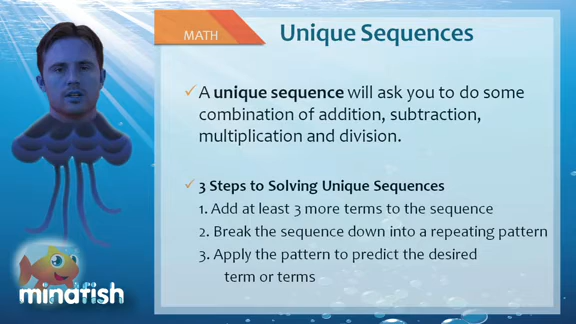 MATH
Unique Sequences
✓ A unique sequence will ask you to do some
combination of addition, subtraction,
multiplication and division.
✓ 3 Steps to Solving Unique Sequences
1. Add at least 3 more terms to the sequence
2. Break the sequence down into a repeating pattern
3. Apply the pattern to predict the desired
term or terms
mindfish